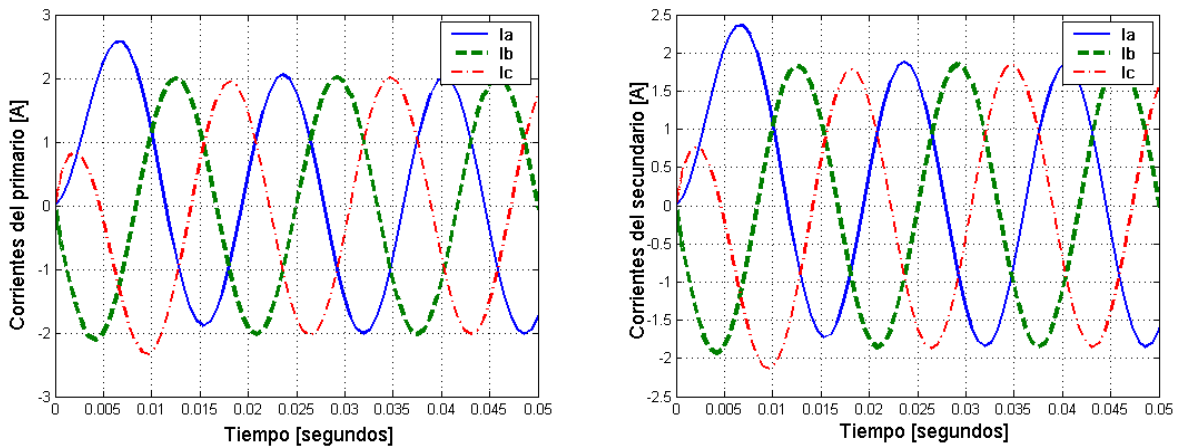 Corrientes del primario [A]
3
2
1
0
-1
-2
-3
Ia
Ib
Ic
0 0.005 0.01 0.015 0.02 0.025 0.03 0.035 0.04 0.045 0.05
Tiempo [segundos]
Corrientes del secundario [A]
2.5
2
1.5
1
0.5
0
-0.5
-1
-1.5
-2
-2.5
Ia
Ib
Ic
0 0.005 0.01 0.015 0.02 0.025 0.03 0.035 0.04 0.045 0.05
Tiempo [segundos]